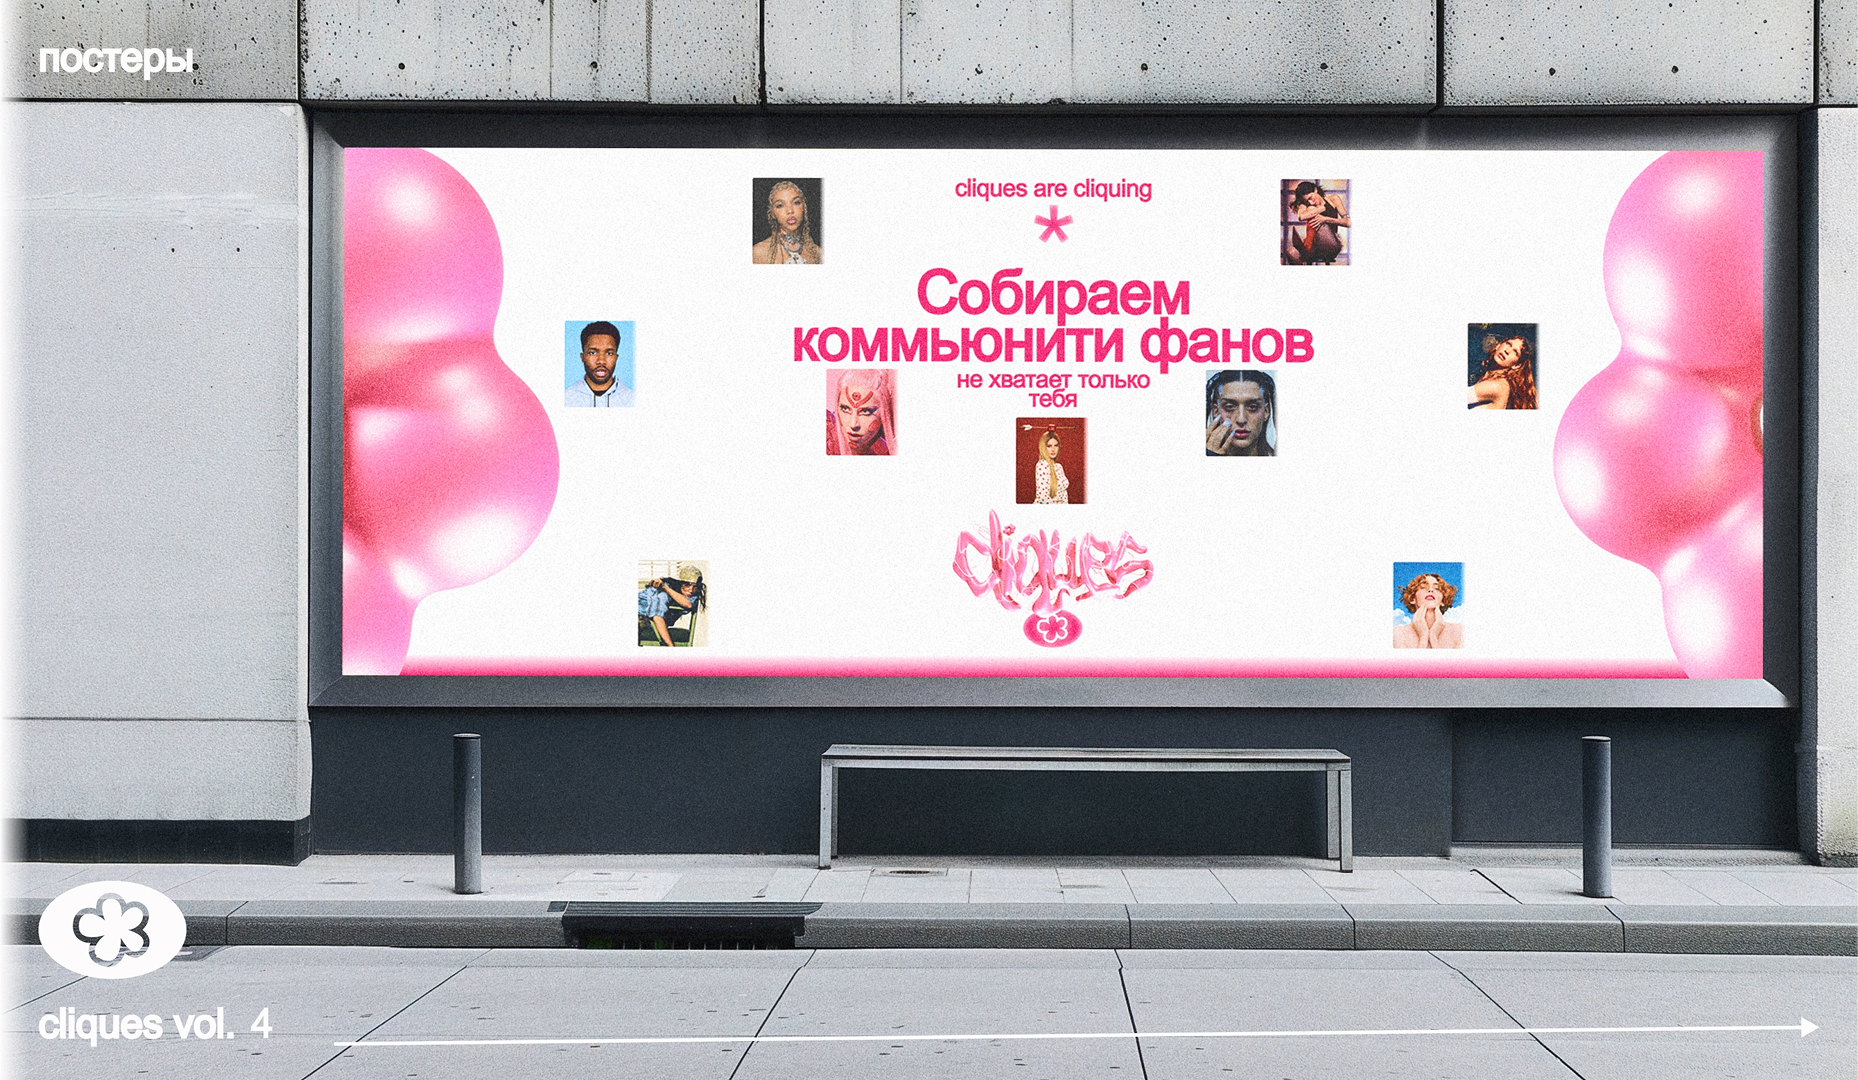 постеры
cliques are cliquing
*
Собираем
коммьюнити фанов
не хватает только
тебя
cliques
cliques vol. 4